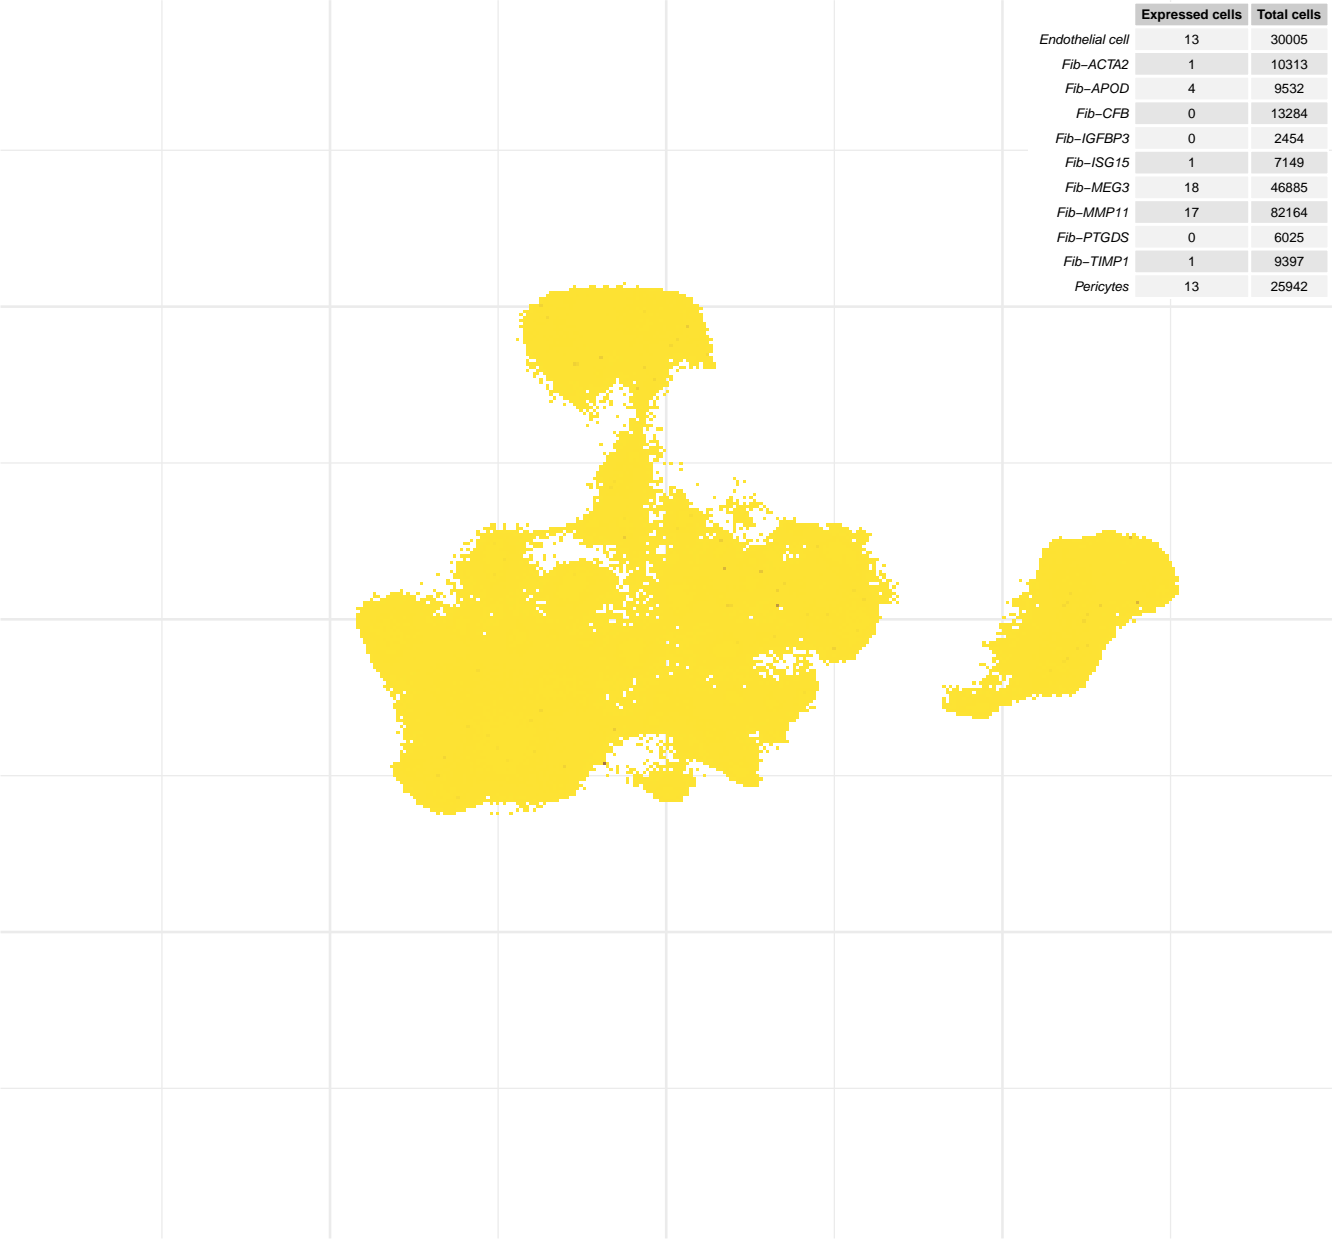 Expressed cells Total cells
Endothelial cell 13 30005
Fib−ACTA2 1 10313
Fib−APOD 4 9532
Fib−CFB 0 13284
Fib−IGFBP3 0 2454
Fib−ISG15 1 7149
Fib−MEG3 18 46885
Fib−MMP11 17 82164
Fib−PTGDS 0 6025
Fib−TIMP1 1 9397
Pericytes 13 25942